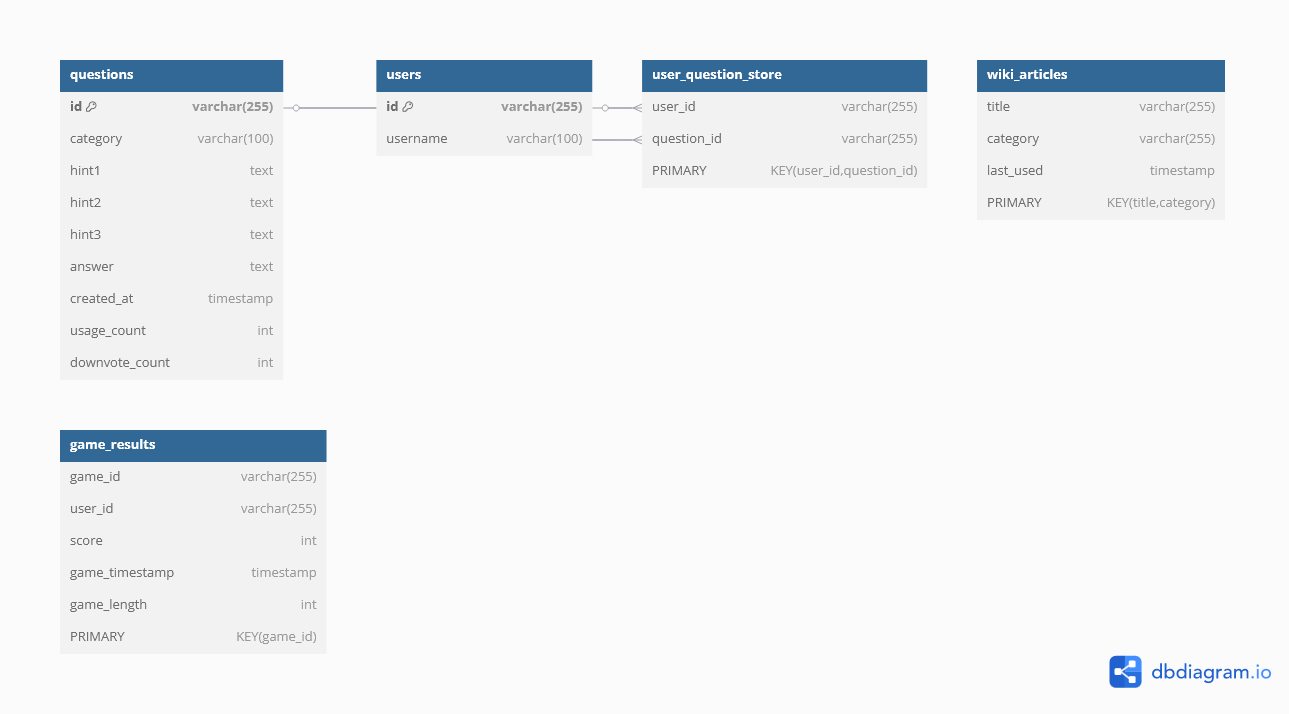 questions
id varchar(255)
category varchar(100)
hint1 text
hint2 text
hint3 text
answer text
created_at timestamp
usage_count int
downvote_count int
users
id varchar(255)
username varchar(100)
user_question_store
user_id varchar(255)
question_id varchar(255)
PRIMARY KEY(user_id,question_id)
wiki_articles
title varchar(255)
category varchar(255)
last_used timestamp
PRIMARY KEY(title,category)
game_results
game_id varchar(255)
user_id varchar(255)
score int
game_timestamp timestamp
game_length int
PRIMARY KEY(game_id)
dbdiagram.io